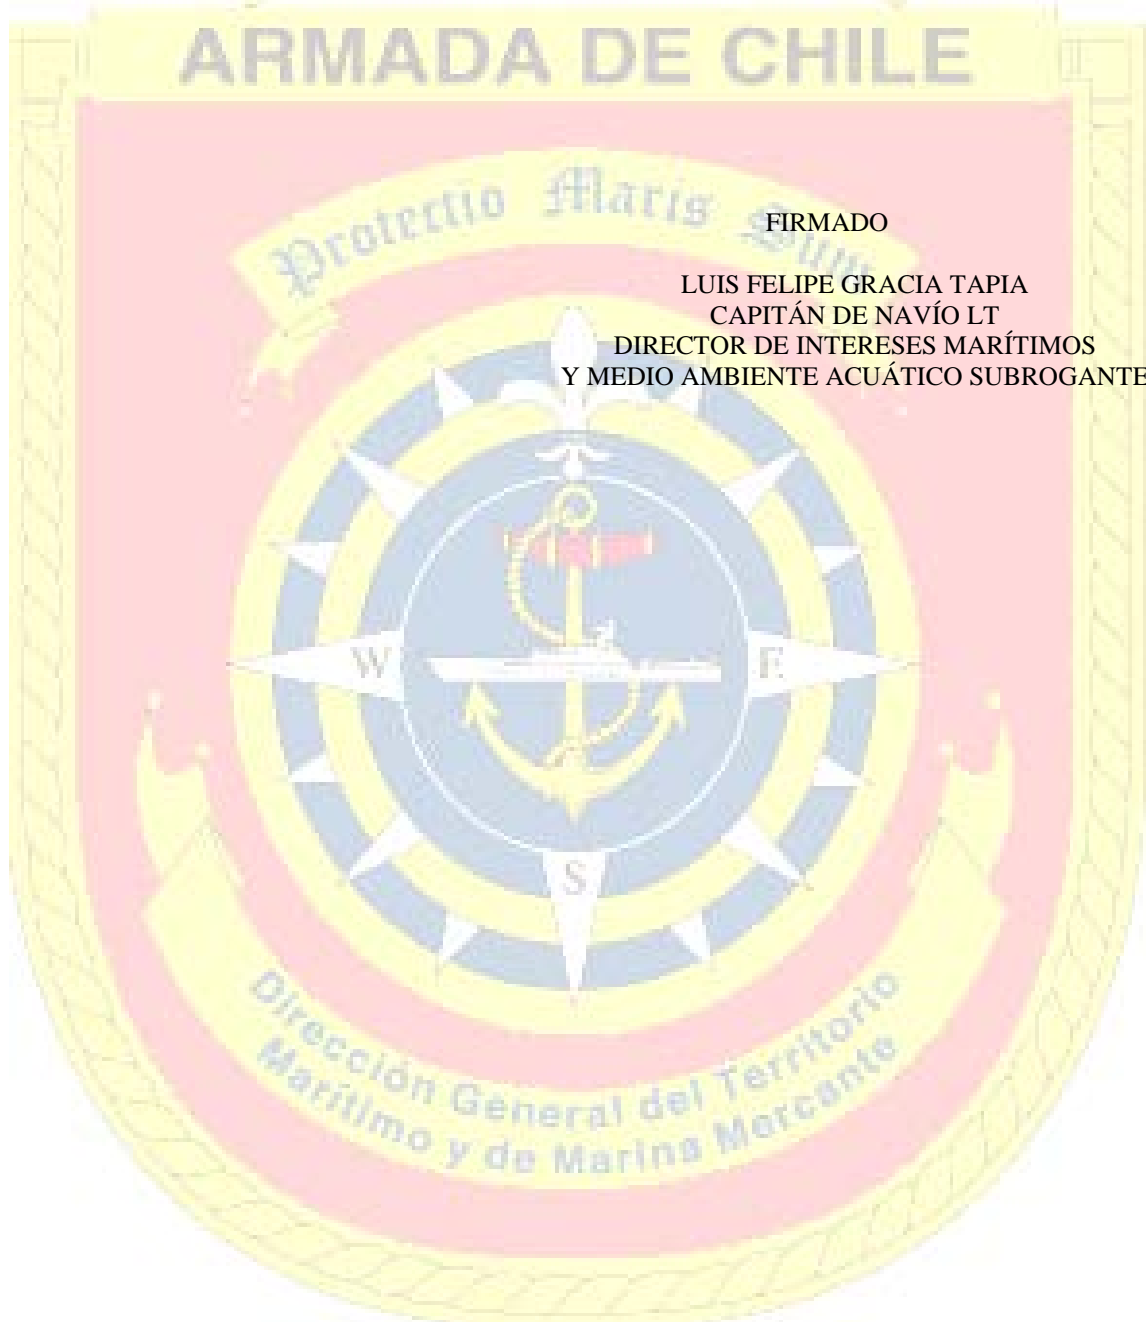 ARMADA DE CHILE
Protectio Maris Sum
FIRMADO
LUIS FELIPE GRACIA TAPIA
CAPITÁN DE NAVÍO LT
DIRECTOR DE INTERESES MARÍTIMOS
Y MEDIO AMBIENTE ACUÁTICO SUBROGANTE
W
E
S
Dirección General del Territorio
Marítimo y de Marina Mercante